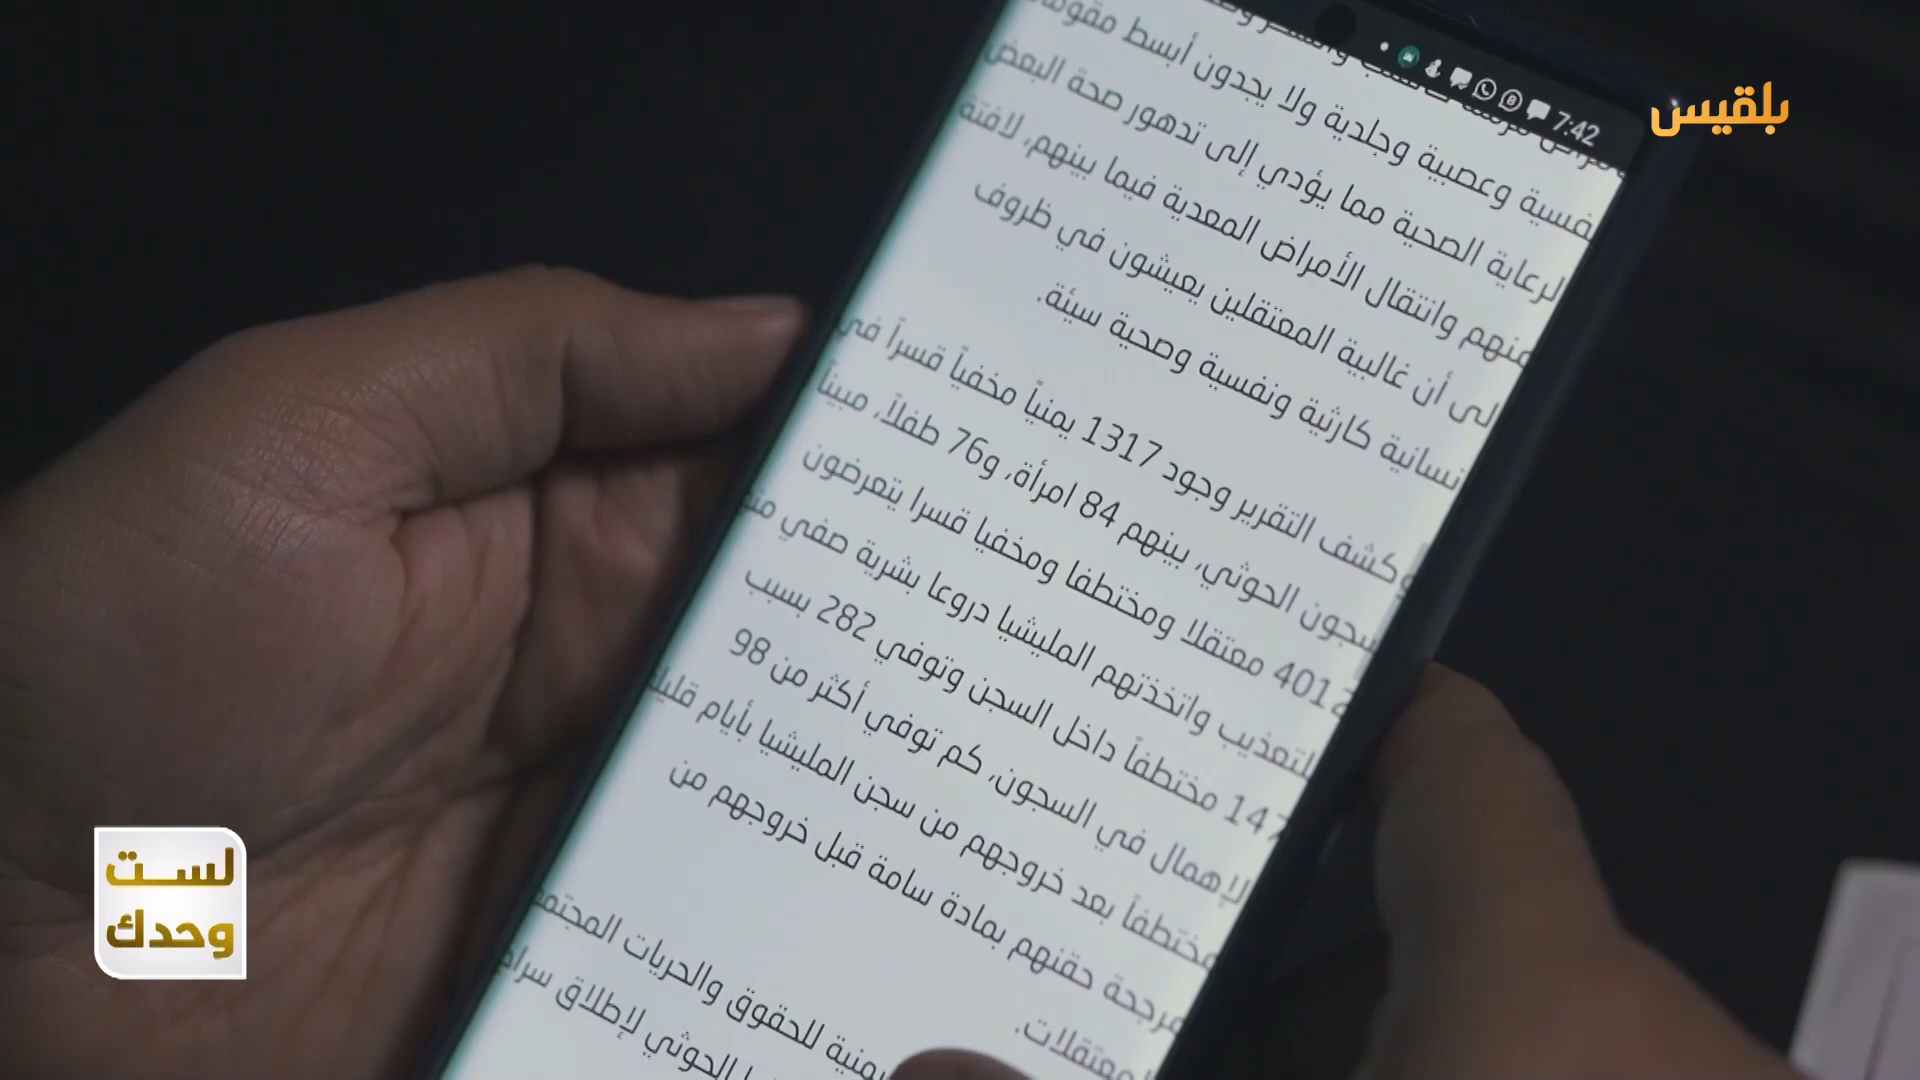 7:42
بلقيس
نفسية وعصبية وجلدية ولا يجدون أبسط مقومات
الرعاية الصحية مما يؤدي إلى تدهور صحة البعض
منهم وانتقال الأمراض المعدية فيما بينهم، لافتة
إلى أن غالبية المعتقلين يعيشون في ظروف
إنسانية كارثية ونفسية وصحية سيئة.
وكشف التقرير وجود 1317 يمنياً مخفياً قسراً في
سجون الحوثي، بينهم 84 امرأة، و76 طفلاً، مبيناً
401 معتقلا ومختطفا ومخفيا قسرا يتعرضون
للتعذيب واتخذتهم المليشيا دروعا بشرية صفي
147 مختطفاً داخل السجن وتوفي 282 بسبب
الإهمال في السجون، كم توفي أكثر من 98
مختطفاً بعد خروجهم من سجن المليشيا بأيام قليلة
مرجحة حقنهم بمادة سامة قبل خروجهم من
المعتقلات.
للحقوق والحريات
الحوثي لإطلاق سراح
لست
وحدك